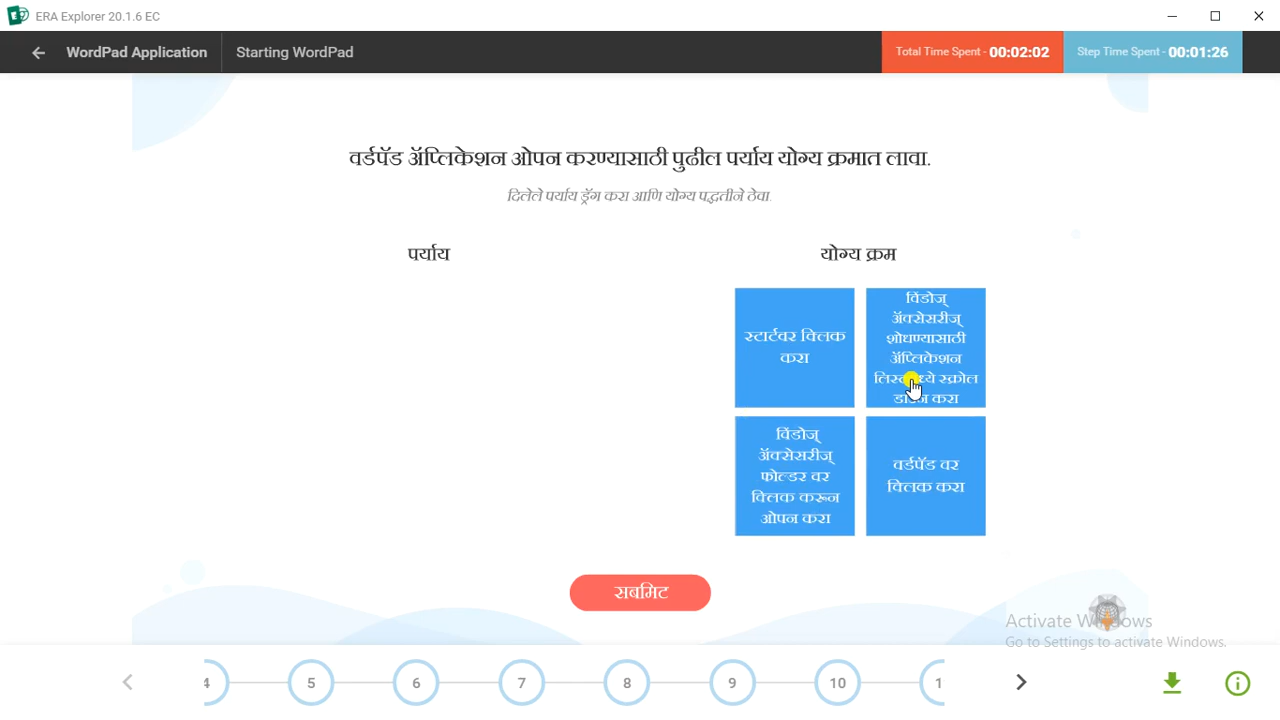 ERA Explorer 20.1.6 EC
WordPad Application
Starting WordPad
Total Time Spent - 00:02:02
Step Time Spent - 00:01:26
वर्डपॅड ॲप्लिकेशन ओपन करण्यासाठी पुढील पर्याय योग्य क्रमात लावा.
दिलेले पर्याय ड्रॅग करा आणि योग्य पद्धतीने ठेवा.
पर्याय
योग्य क्रम
स्टार्टवर क्लिक
करा
विंडोज्
ॲक्सेसरीज्
शोधण्यासाठी
ॲप्लिकेशन
स्क्रोल
करा
विंडोज्
ॲक्सेसरीज्
फोल्डर वर
क्लिक करून
ओपन करा
वर्डपॅड वर
क्लिक करा
सबमिट
Activate Windows
Go to Settings to activate Windows.
4 5 6 7 8 9 10 1